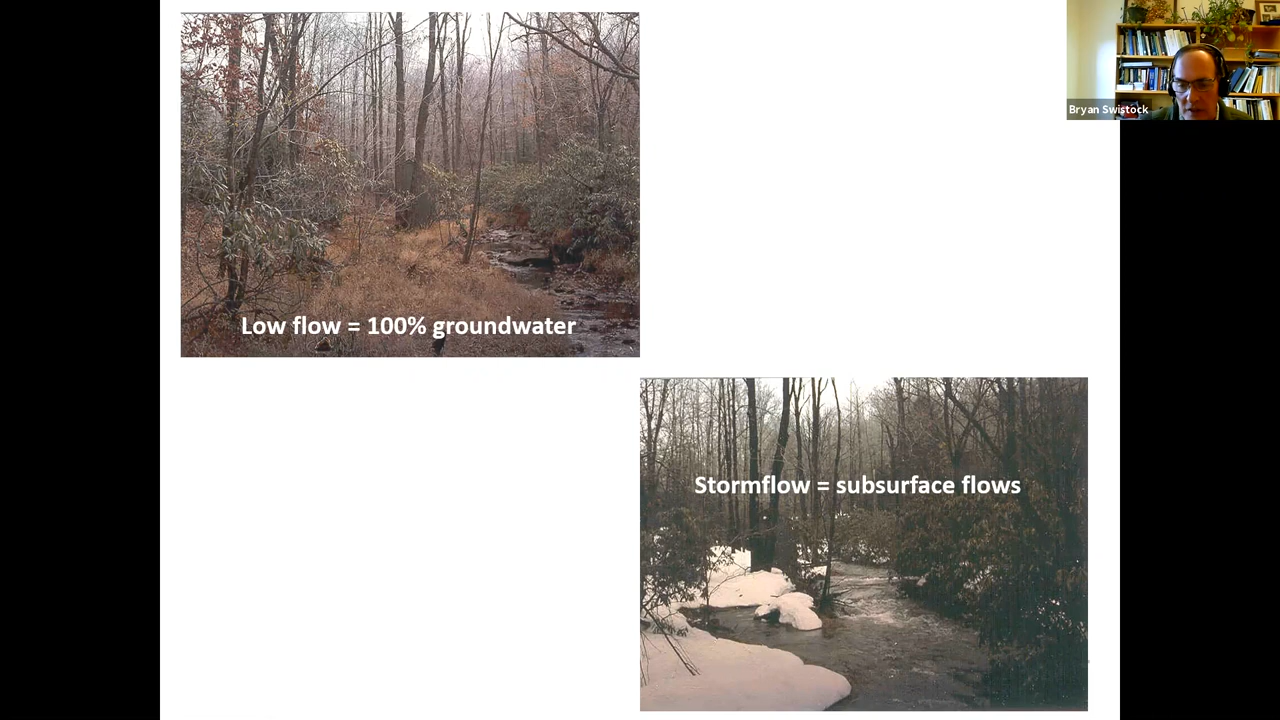 Bryan Swistock
Low flow = 100% groundwater
Stormflow = subsurface flows